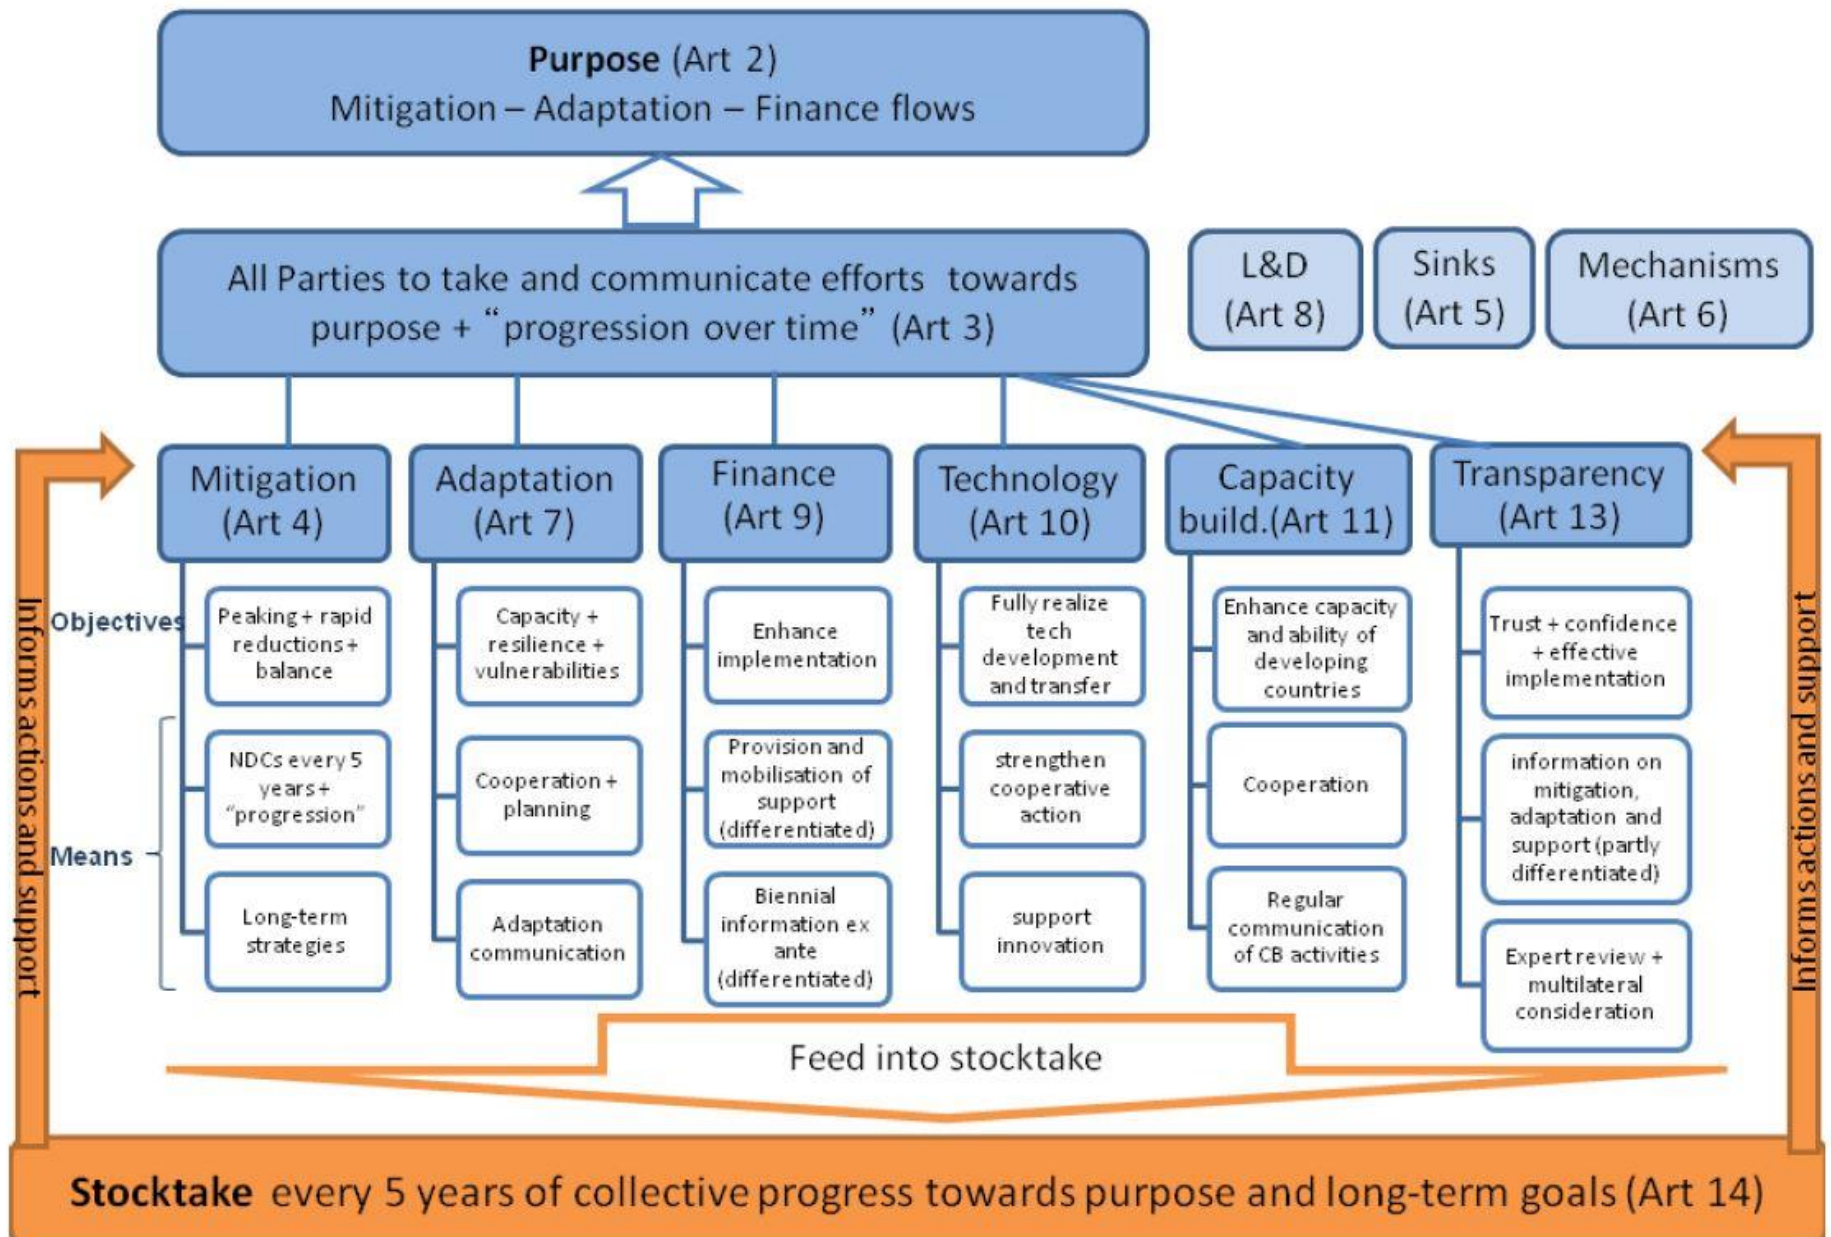 Purpose (Art 2)
Mitigation – Adaptation – Finance flows
All Parties to take and communicate efforts towards
purpose + “progression over time” (Art 3)
L&D
(Art 8)
Sinks
(Art 5)
Mechanisms
(Art 6)
Mitigation
(Art 4)
Adaptation
(Art 7)
Finance
(Art 9)
Technology
(Art 10)
Capacity
build.(Art 11)
Transparency
(Art 13)
Objectives
Peaking + rapid
reductions +
balance
Capacity +
resilience +
vulnerabilities
Enhance
implementation
Fully realize
tech
development
and transfer
Enhance capacity
and ability of
developing
countries
Trust + confidence
+ effective
implementation
Means
NDCs every 5
years +
“progression”
Cooperation +
planning
Provision and
mobilisation of
support
(differentiated)
strengthen
cooperative
action
Cooperation
information on
mitigation,
adaptation and
support (partly
differentiated)
Long-term
strategies
Adaptation
communication
Biennial
information ex
ante
(differentiated)
support
innovation
Regular
communication
of CB activities
Expert review +
multilateral
consideration
Informs actions and support
Informs actions and support
Feed into stocktake
Stocktake every 5 years of collective progress towards purpose and long-term goals (Art 14)